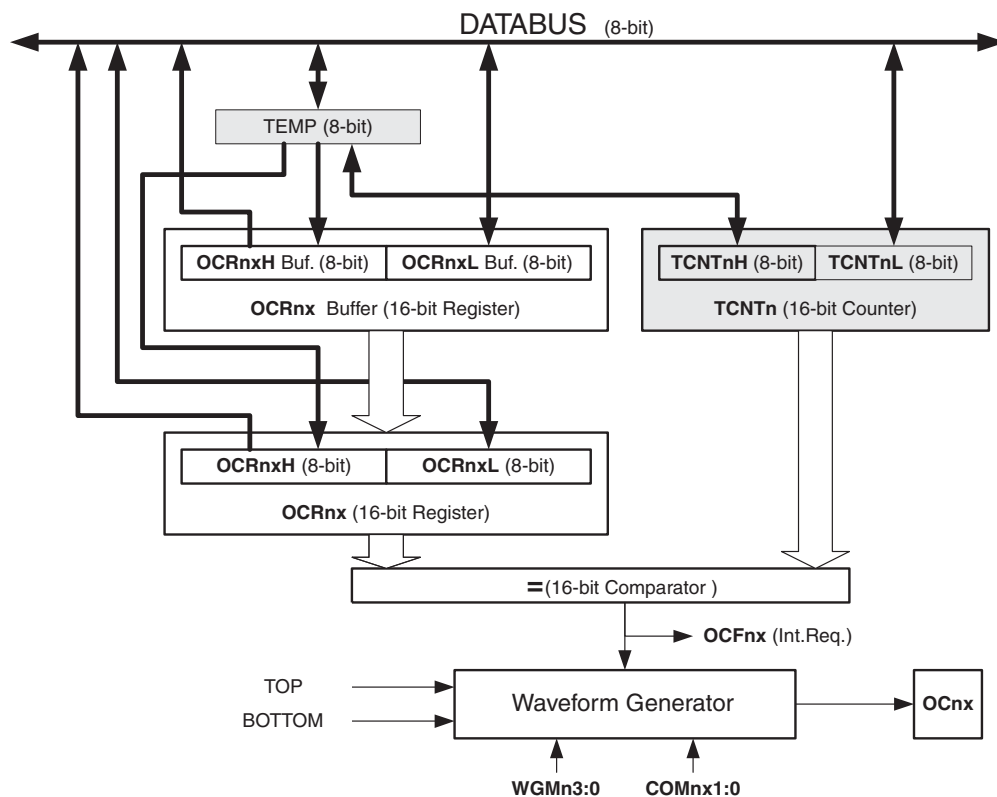 DATABUS (8-bit)
TEMP (8-bit)
OCRnxH Buf. (8-bit) OCRnxL Buf. (8-bit)
OCRnx Buffer (16-bit Register)
TCNTnH (8-bit) TCNTnL (8-bit)
TCNTn (16-bit Counter)
OCRnxH (8-bit) OCRnxL (8-bit)
OCRnx (16-bit Register)
= (16-bit Comparator )
OCFnx (Int.Req.)
TOP
BOTTOM
Waveform Generator
OCnx
WGMn3:0 COMnx1:0